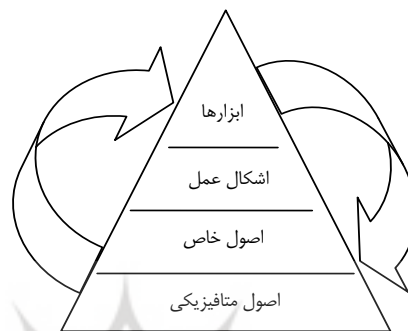 ابزارها
اشکال عمل
اصول خاص
اصول متافیزیکی